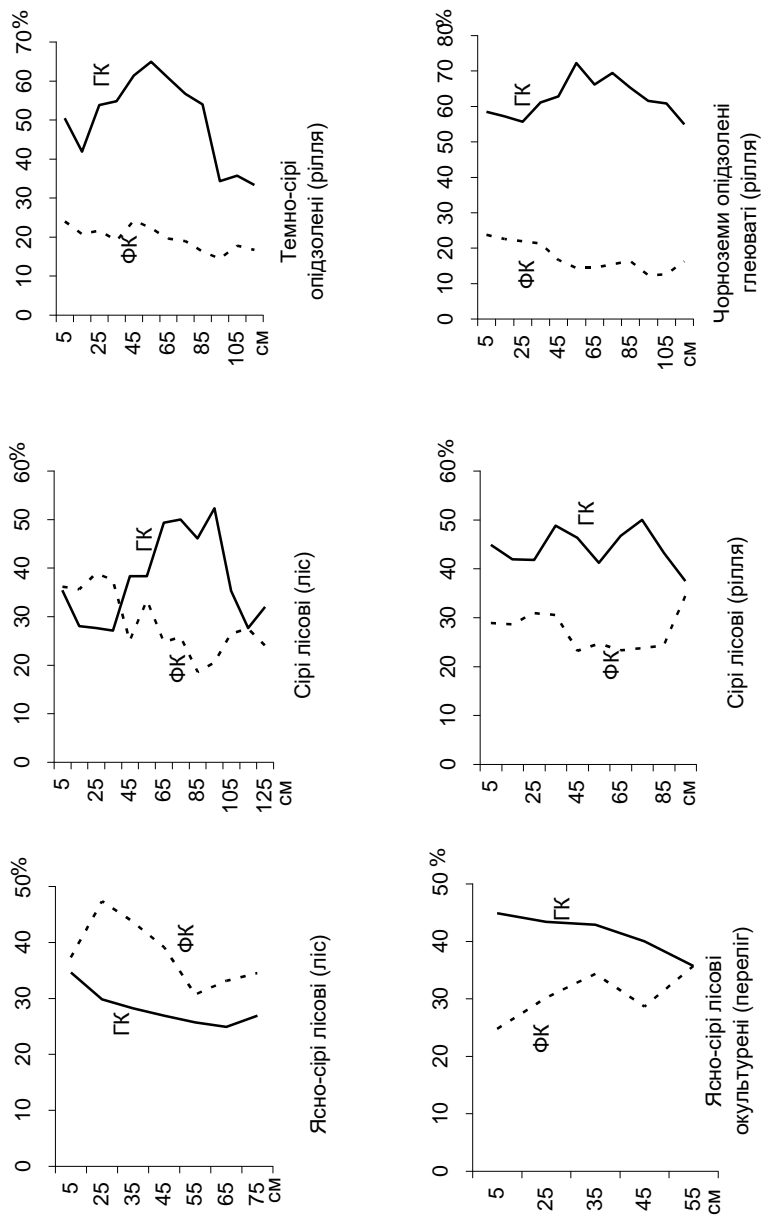 0 10 20 30 40 50%
5
25
35
45
55
65
75
см
ГК
ФК
Ясно-сірі лісові (ліс)
0 10 20 30 40 50 60%
5
25
45
65
85
105
125
см
ГК
ФК
Сірі лісові (ліс)
0 10 20 30 40 50 60 70%
5
25
45
65
85
105
см
ФК
ГК
Темно-сірі
опідзолені (рілля)
0 10 20 30 40 50 %
5
25
35
45
55
см
ФК
ГК
Ясно-сірі лісові
окультурені (переліг)
0 10 20 30 40 50 60%
5
25
45
65
85
см
ГК
ФК
Сірі лісові (рілля)
0 10 20 30 40 50 60 70 80%
5
25
45
65
85
105
см
ФК
ГК
Чорноземи опідзолені
глеюваті (рілля)